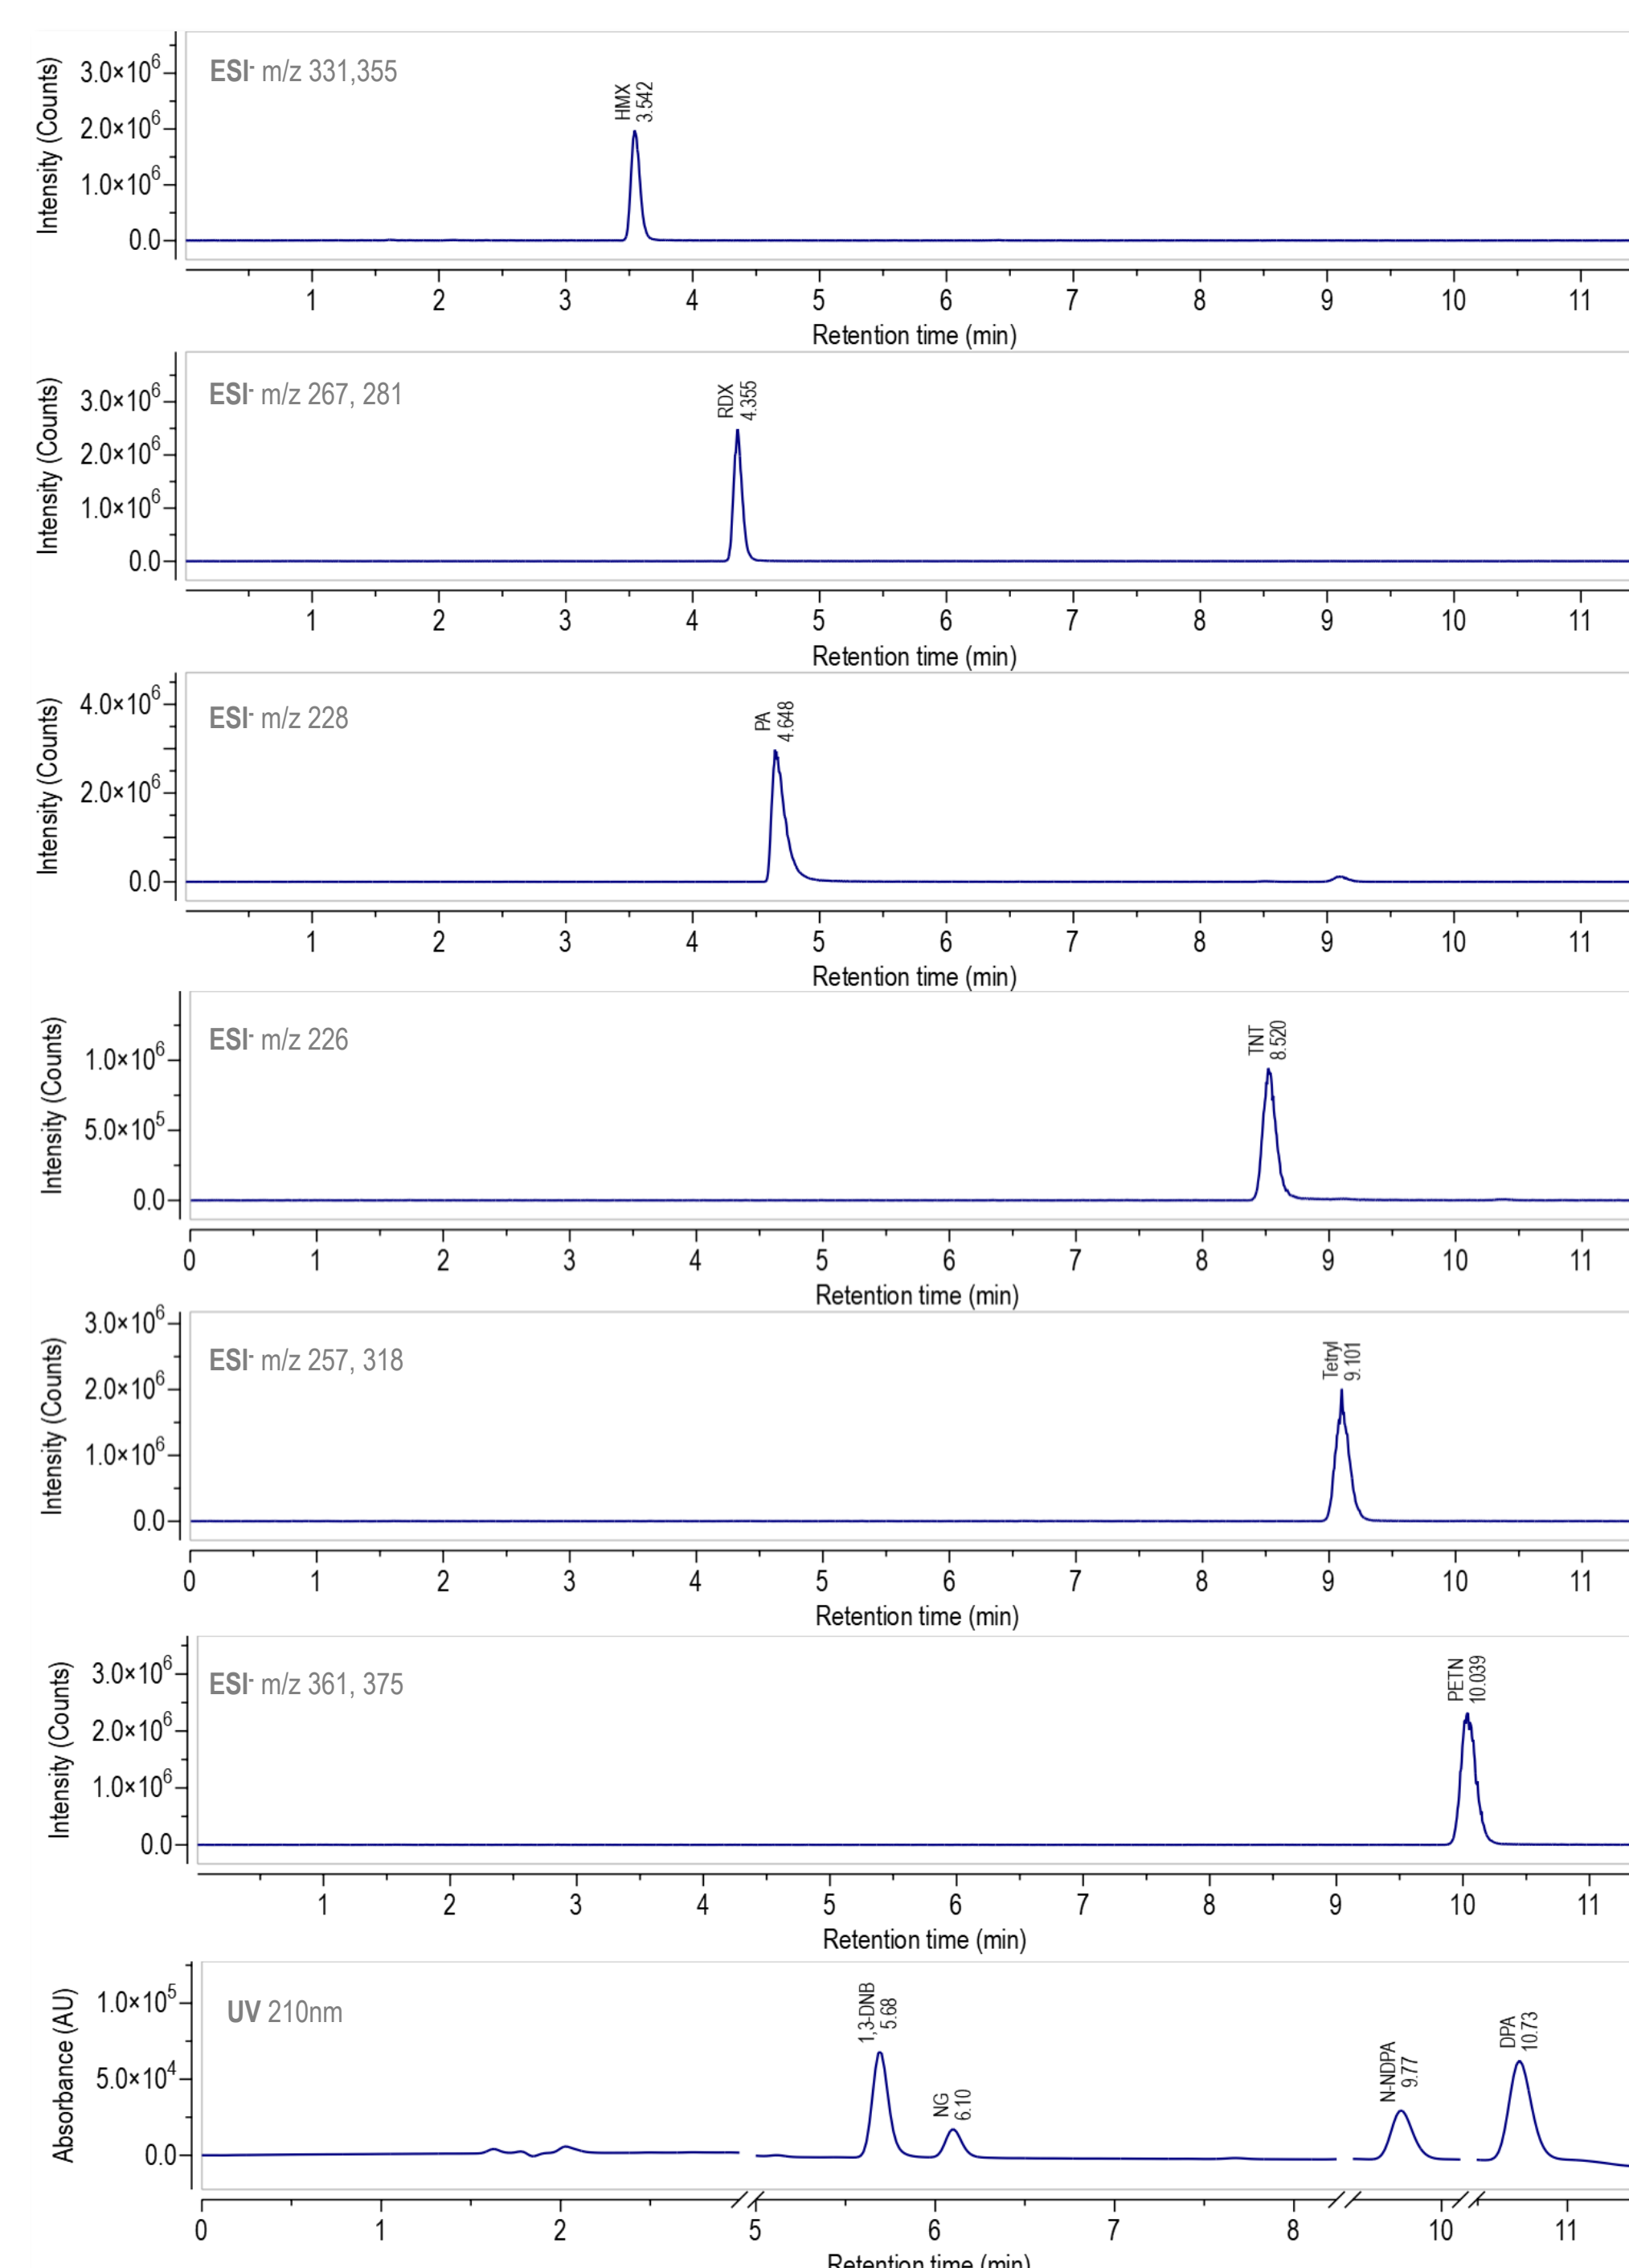 ESI- m/z 331,355
Intensity (Counts)
3.0×10^6
2.0×10^6
1.0×10^6
0.0
HMX
3.542
1 2 3 4 5 6 7 8 9 10 11
Retention time (min)
ESI- m/z 267, 281
Intensity (Counts)
3.0×10^6
2.0×10^6
1.0×10^6
0.0
RDX
4.355
1 2 3 4 5 6 7 8 9 10 11
Retention time (min)
ESI- m/z 228
Intensity (Counts)
4.0×10^6
2.0×10^6
0.0
PA
4.648
1 2 3 4 5 6 7 8 9 10 11
Retention time (min)
ESI- m/z 226
Intensity (Counts)
1.0×10^6
5.0×10^5
0.0
TNT
8.520
0 1 2 3 4 5 6 7 8 9 10 11
Retention time (min)
ESI- m/z 257, 318
Intensity (Counts)
3.0×10^6
2.0×10^6
1.0×10^6
0.0
Tetryl
9.101
0 1 2 3 4 5 6 7 8 9 10 11
Retention time (min)
ESI- m/z 361, 375
Intensity (Counts)
3.0×10^6
2.0×10^6
1.0×10^6
0.0
PETN
10.039
1 2 3 4 5 6 7 8 9 10 11
Retention time (min)
UV 210nm
Absorbance (AU)
1.0×10^5
5.0×10^4
0.0
1,3-DNB
5.68
NG
6.10
N-NDPA
9.77
DPA
10.73
0 1 2 5 6 7 8 10 11
Retention time (min)